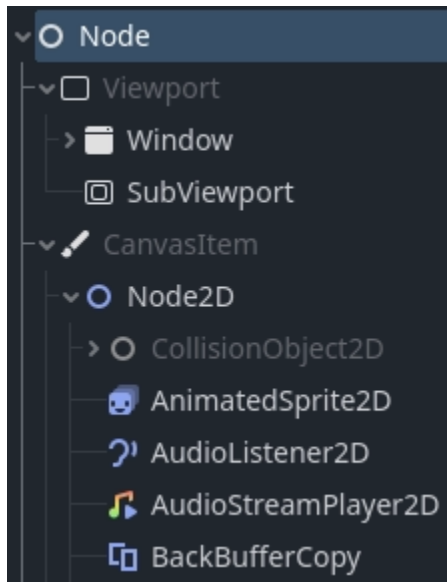 Node
Viewport
Window
SubViewport
CanvasItem
Node2D
CollisionObject2D
AnimatedSprite2D
AudioListener2D
AudioStreamPlayer2D
BackBufferCopy